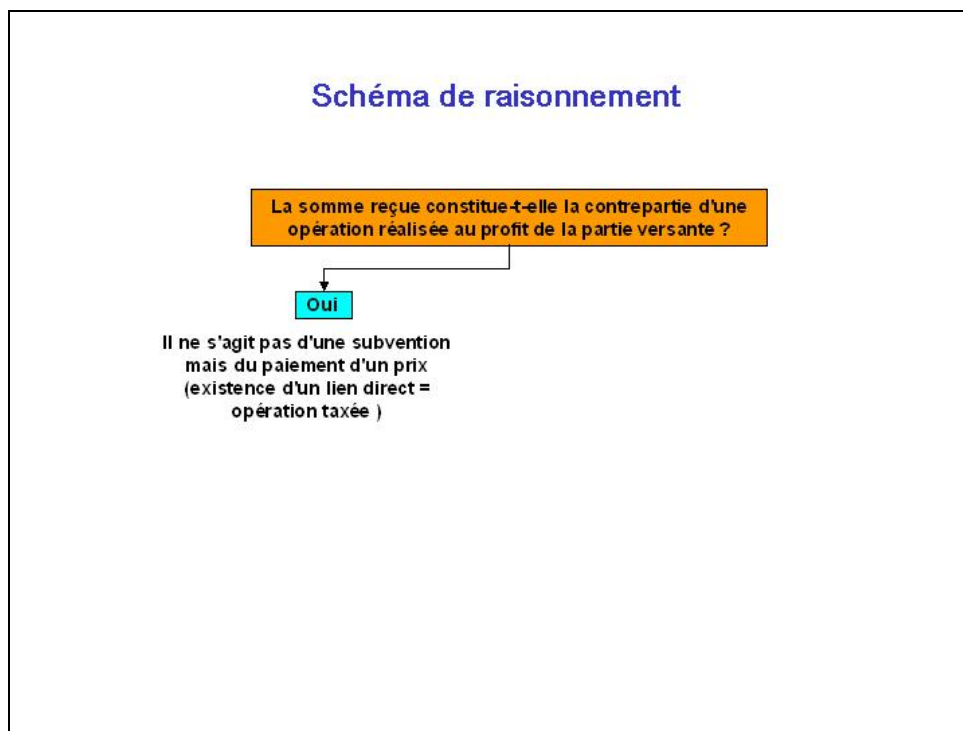 Schéma de raisonnement
La somme reçue constitue-t-elle la contrepartie d'une
opération réalisée au profit de la partie versante ?
Oui
Il ne s'agit pas d'une subvention
mais du paiement d'un prix
(existence d'un lien direct =
opération taxée )